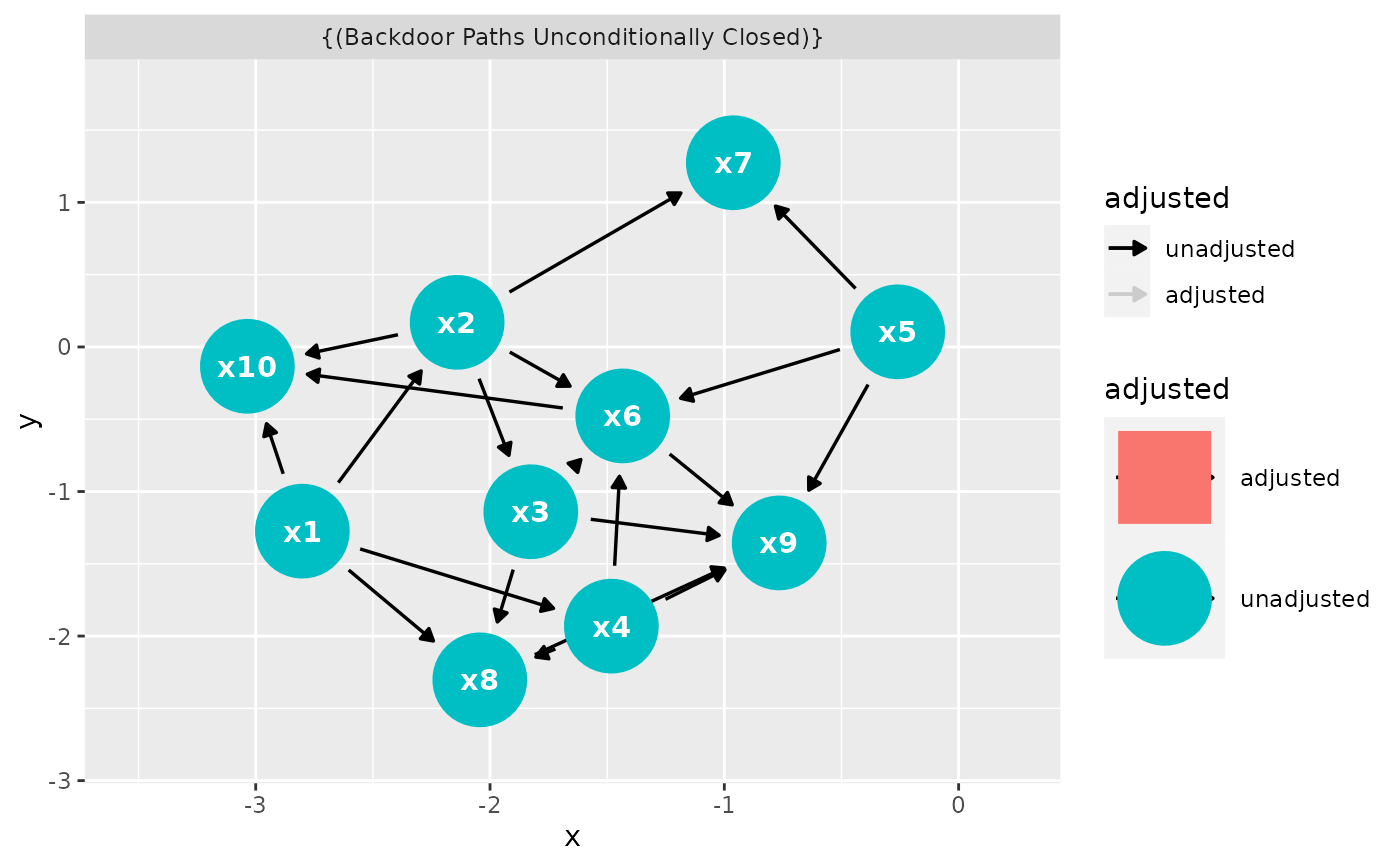 {(Backdoor Paths Unconditionally Closed)}
x7
x2
x5
x10
x6
x3
x1
x9
x4
x8
1
0
-1
-2
-3
y
-3
-2
-1
0
x
adjusted
unadjusted
adjusted
adjusted
adjusted
unadjusted